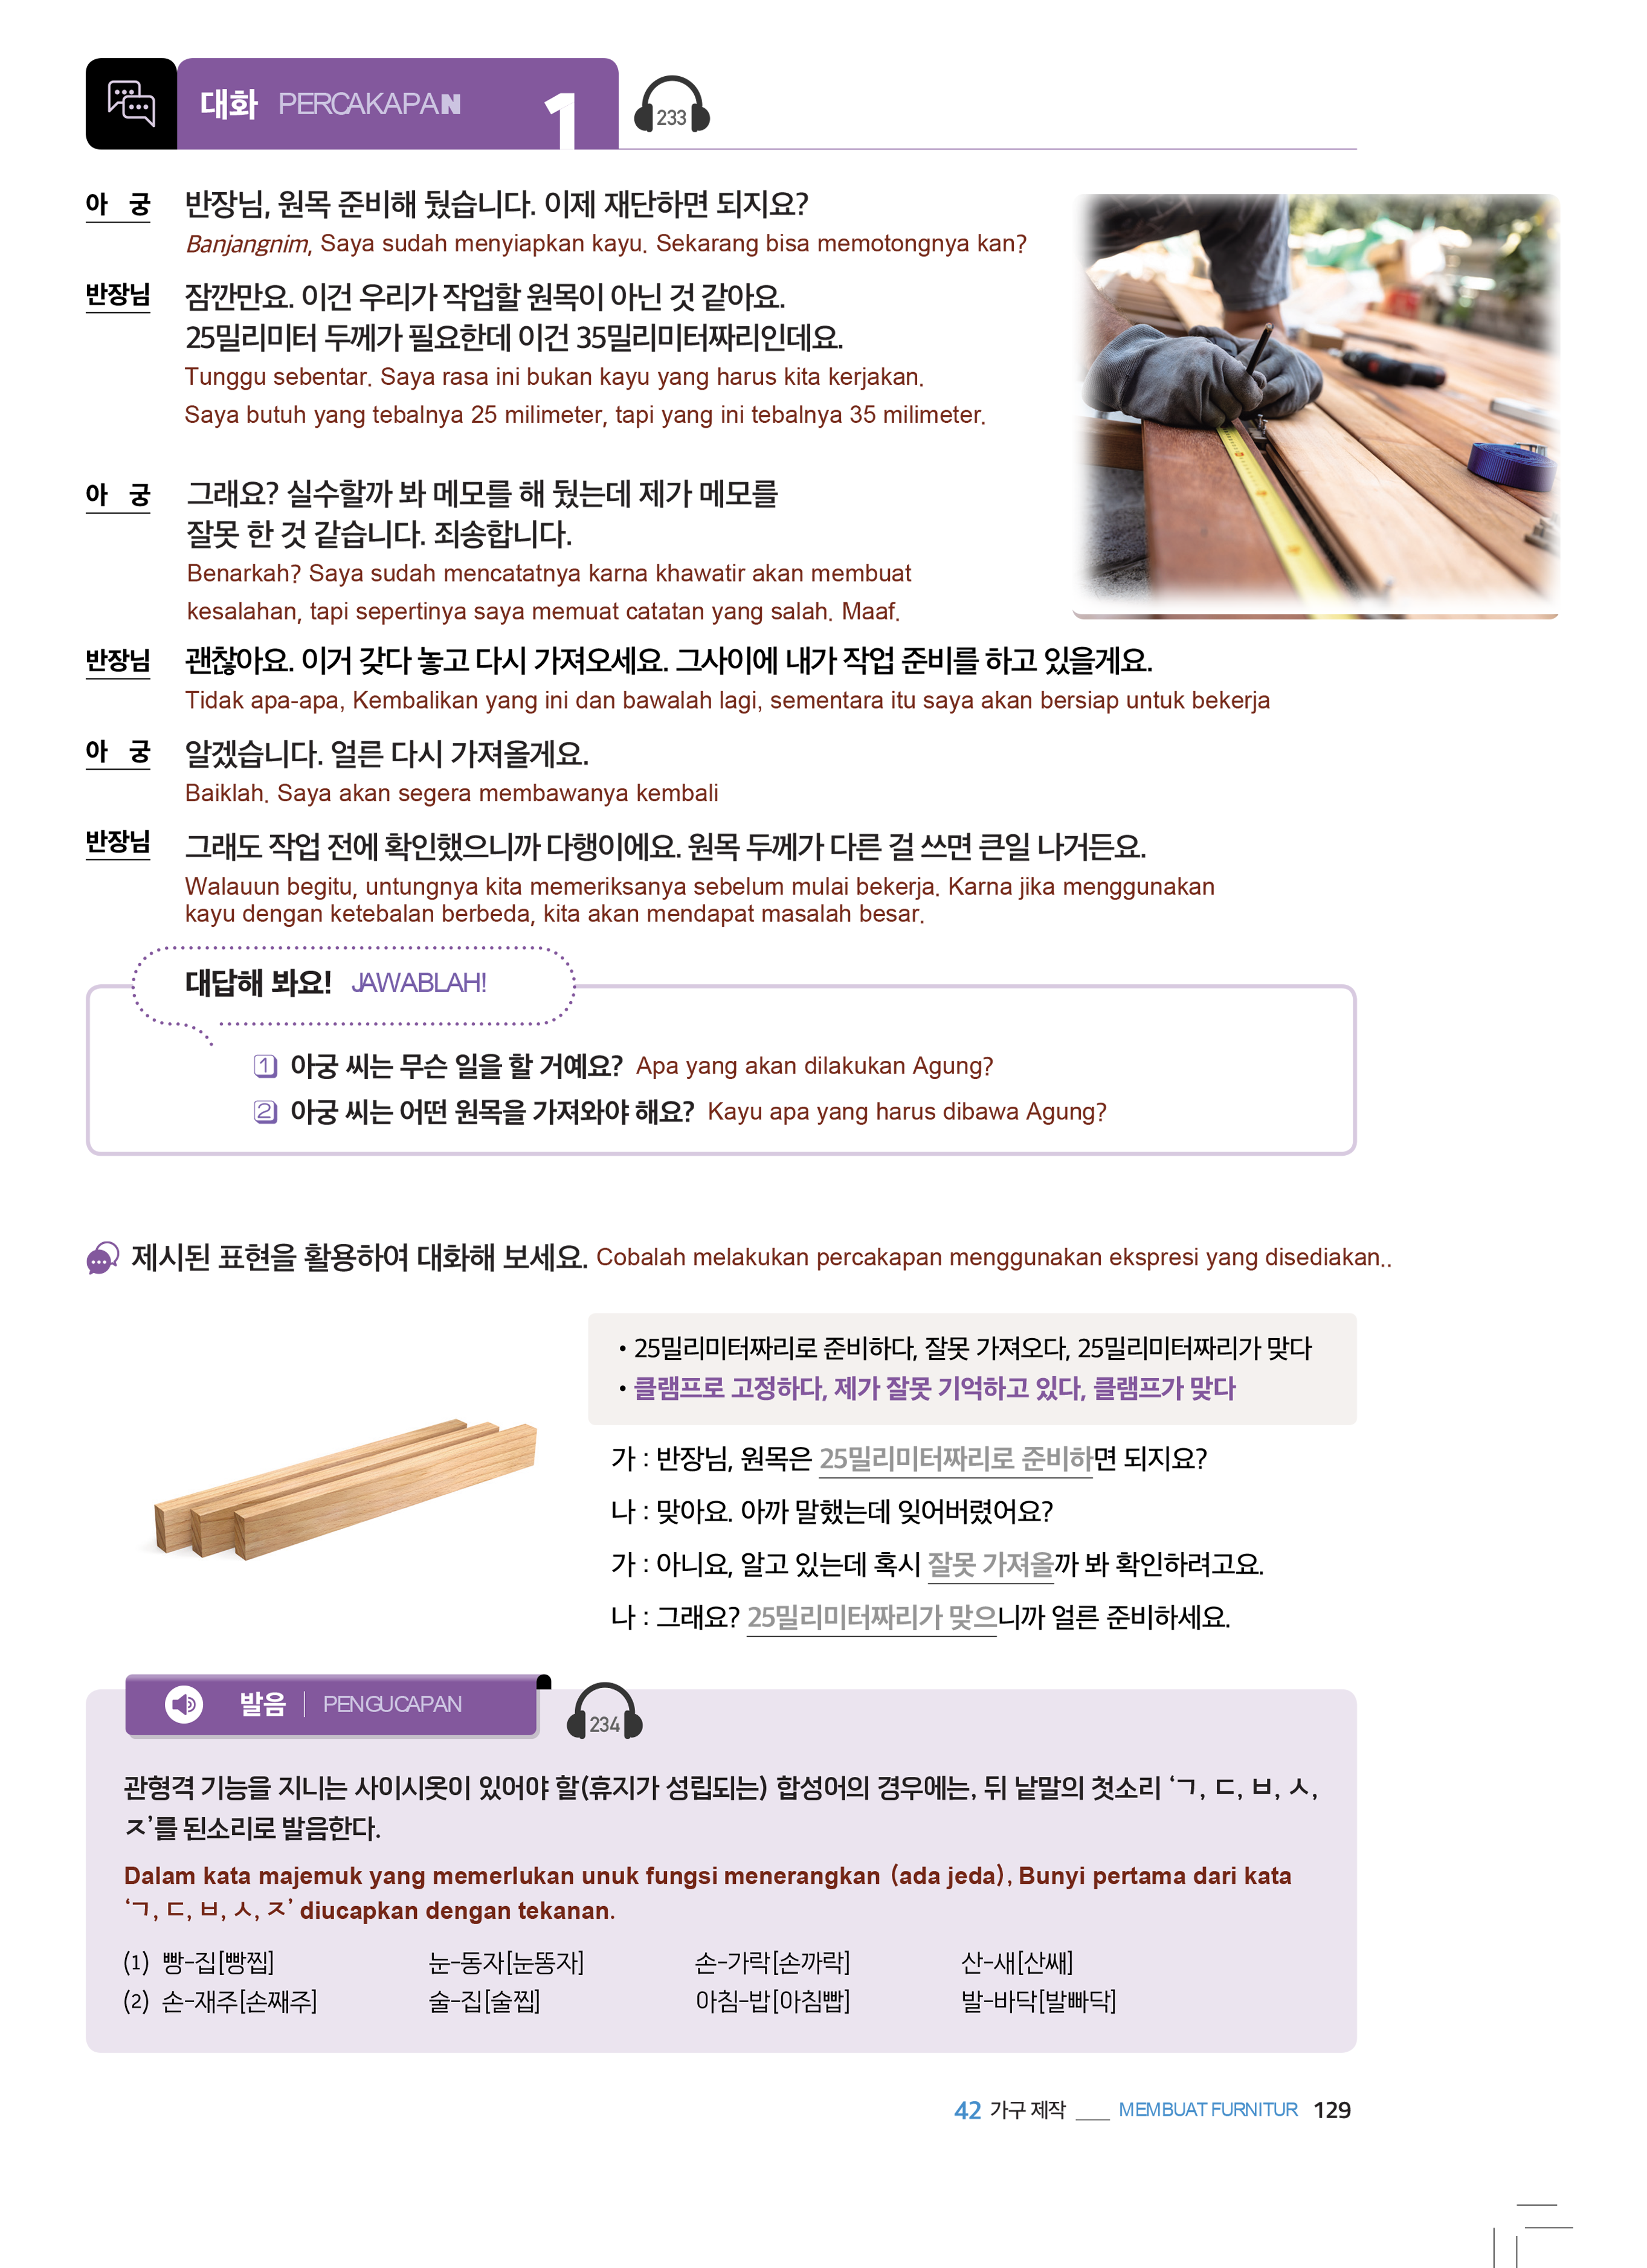 대화 PERCAKAPAN 1 233
아 궁 반장님, 원목 준비해 뒀습니다. 이제 재단하면 되지요?
Banjangnim, Saya sudah menyiapkan kayu. Sekarang bisa memotongnya kan?
반장님 잠깐만요. 이건 우리가 작업할 원목이 아닌 것 같아요.
25밀리미터 두께가 필요한데 이건 35밀리미터짜리인데요.
Tunggu sebentar. Saya rasa ini bukan kayu yang harus kita kerjakan.
Saya butuh yang tebalnya 25 milimeter, tapi yang ini tebalnya 35 milimeter.
아 궁 그래요? 실수할까 봐 메모를 해 뒀는데 제가 메모를
잘못 한 것 같습니다. 죄송합니다.
Benarkah? Saya sudah mencatatnya karna khawatir akan membuat
kesalahan, tapi sepertinya saya memuat catatan yang salah. Maaf.
반장님 괜찮아요. 이거 갖다 놓고 다시 가져오세요. 그사이에 내가 작업 준비를 하고 있을게요.
Tidak apa-apa, Kembalikan yang ini dan bawalah lagi, sementara itu saya akan bersiap untuk bekerja
아 궁 알겠습니다. 얼른 다시 가져올게요.
Baiklah. Saya akan segera membawanya kembali
반장님 그래도 작업 전에 확인했으니까 다행이에요. 원목 두께가 다른 걸 쓰면 큰일 나거든요.
Walauun begitu, untungnya kita memeriksanya sebelum mulai bekerja. Karna jika menggunakan
kayu dengan ketebalan berbeda, kita akan mendapat masalah besar.
대답해 봐요! JAWABLAH!
1 아궁 씨는 무슨 일을 할 거예요? Apa yang akan dilakukan Agung?
2 아궁 씨는 어떤 원목을 가져와야 해요? Kayu apa yang harus dibawa Agung?
제시된 표현을 활용하여 대화해 보세요. Cobalah melakukan percakapan menggunakan ekspresi yang disediakan..
• 25밀리미터짜리로 준비하다, 잘못 가져오다, 25밀리미터짜리가 맞다
• 클램프로 고정하다, 제가 잘못 기억하고 있다, 클램프가 맞다
가 : 반장님, 원목은 25밀리미터짜리로 준비하면 되지요?
나 : 맞아요. 아까 말했는데 잊어버렸어요?
가 : 아니요, 알고 있는데 혹시 잘못 가져올까 봐 확인하려고요.
나 : 그래요? 25밀리미터짜리가 맞으니까 얼른 준비하세요.
발음 PENGUCAPAN 234
관형격 기능을 지니는 사이시옷이 있어야 할(휴지가 성립되는) 합성어의 경우에는, 뒤 낱말의 첫소리 ‘ㄱ, ㄷ, ㅂ, ㅅ,
ㅈ’를 된소리로 발음한다.
Dalam kata majemuk yang memerlukan unuk fungsi menerangkan (ada jeda), Bunyi pertama dari kata
‘ㄱ, ㄷ, ㅂ, ㅅ, ㅈ’ diucapkan dengan tekanan.
(1) 빵-집[빵찝] 눈-동자[눈똥자] 손-가락[손까락] 산-새[산쌔]
(2) 손-재주[손째주] 술-집[술찝] 아침-밥[아침빱] 발-바닥[발빠닥]
42 가구 제작 ___ MEMBUAT FURNITUR 129